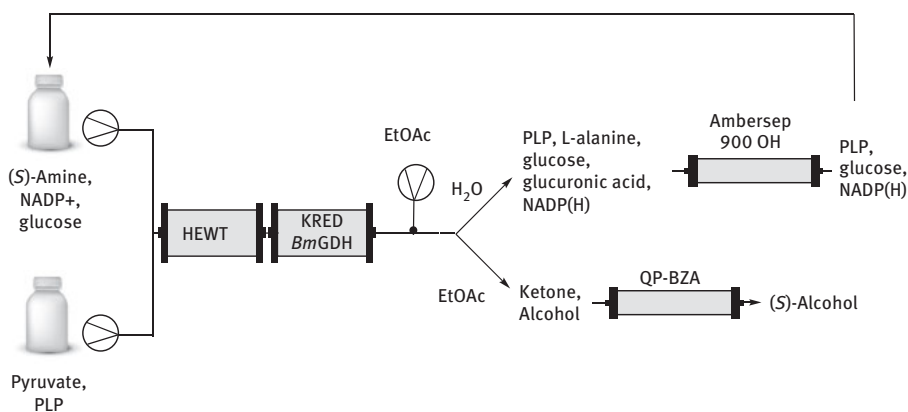 (S)-Amine,
NADP+,
glucose
Pyruvate,
PLP
HEWT
KRED
BmGDH
EtOAc
H2O
EtOAc
PLP, L-alanine,
glucose,
glucuronic acid,
NADP(H)
Ambersep
900 OH
PLP,
glucose,
NADP(H)
Ketone,
Alcohol
QP-BZA
(S)-Alcohol